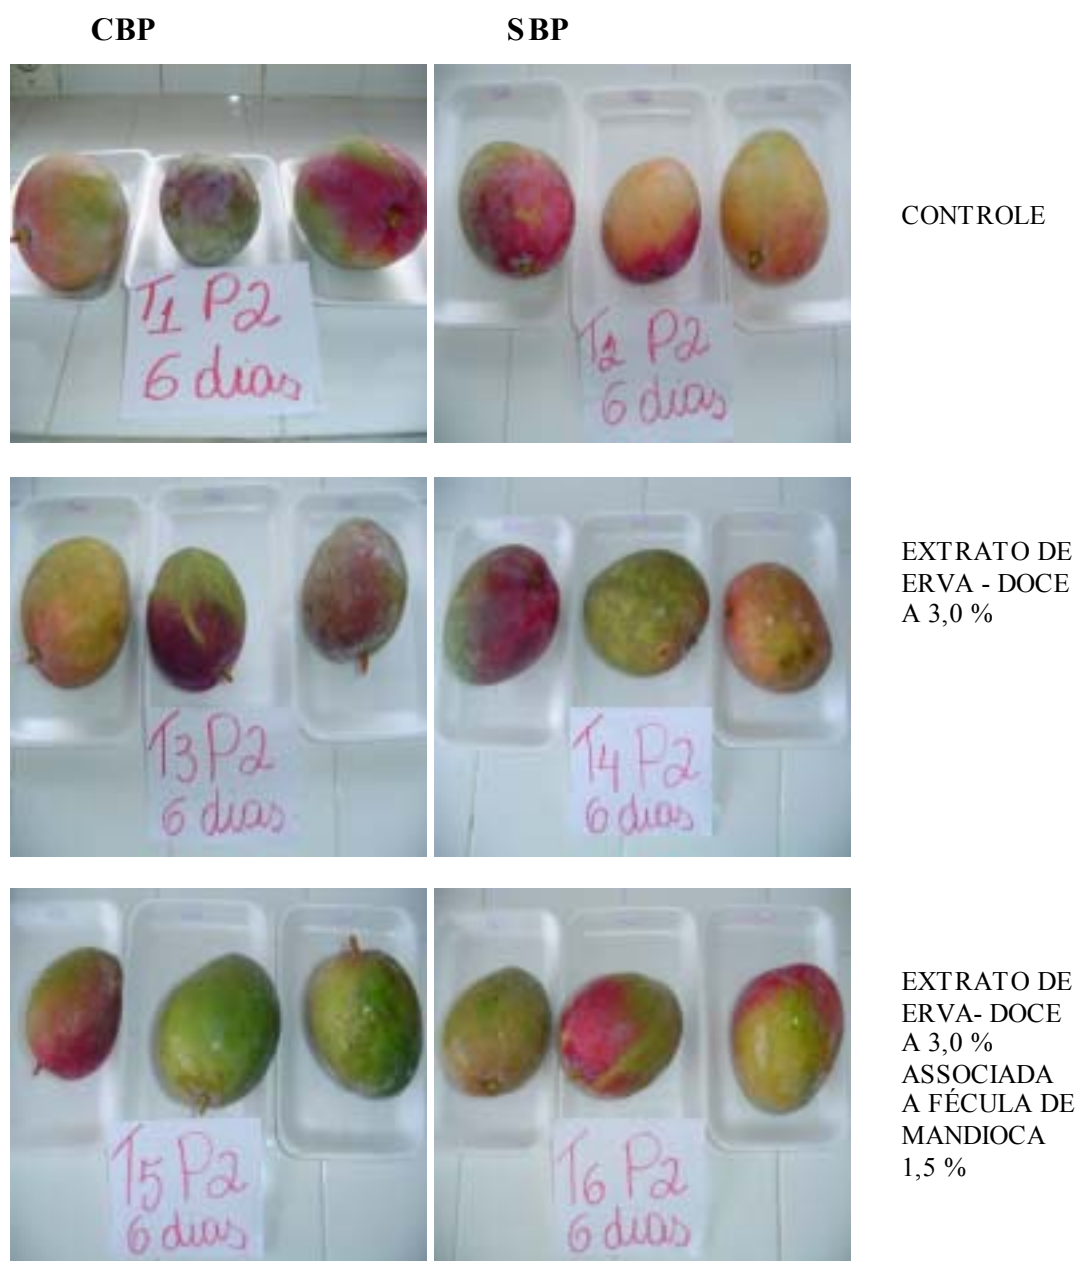 CBP
SBP
T1 P2
6 dias
T2 P2
6 dias
CONTROLE
T3 P2
6 dias
T4 P2
6 dias
EXTRATO DE
ERVA - DOCE
A 3,0 %
T5 P2
6 dias
T6 P2
6 dias
EXTRATO DE
ERVA- DOCE
A 3,0 %
ASSOCIADA
A FÉCULA DE
MANDIOCA
1,5 %